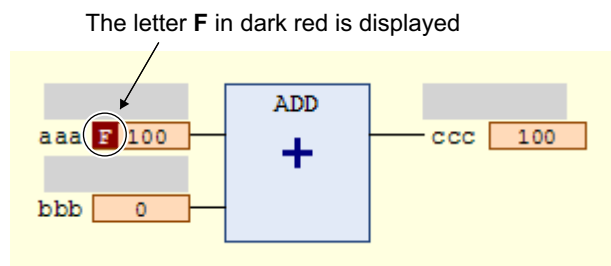 The letter F in dark red is displayed
ADD
aaa F 100
+
ccc 100
bbb 0